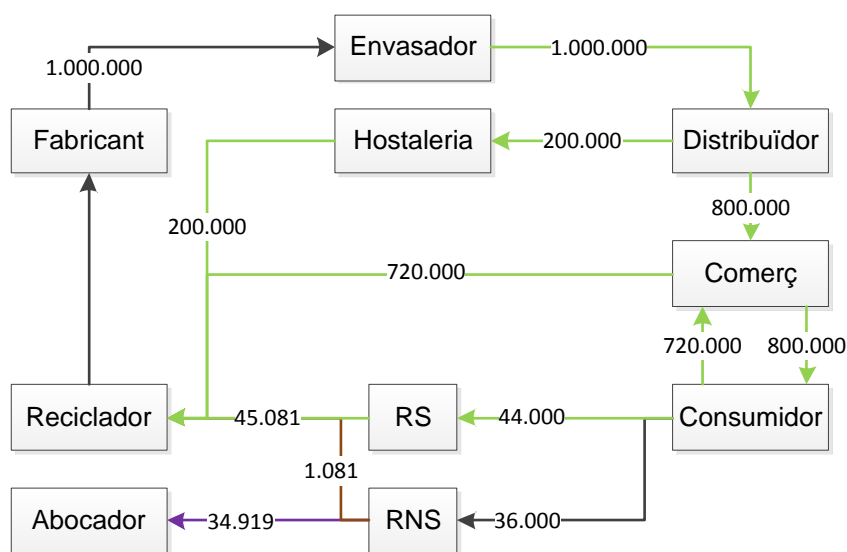 Envasador
1.000.000
1.000.000
Fabricant
Hostaleria
200.000
Distribuïdor
800.000
200.000
720.000
Comerç
720.000
800.000
Reciclador
45.081
RS
44.000
Consumidor
1.081
Abocador
34.919
RNS
36.000